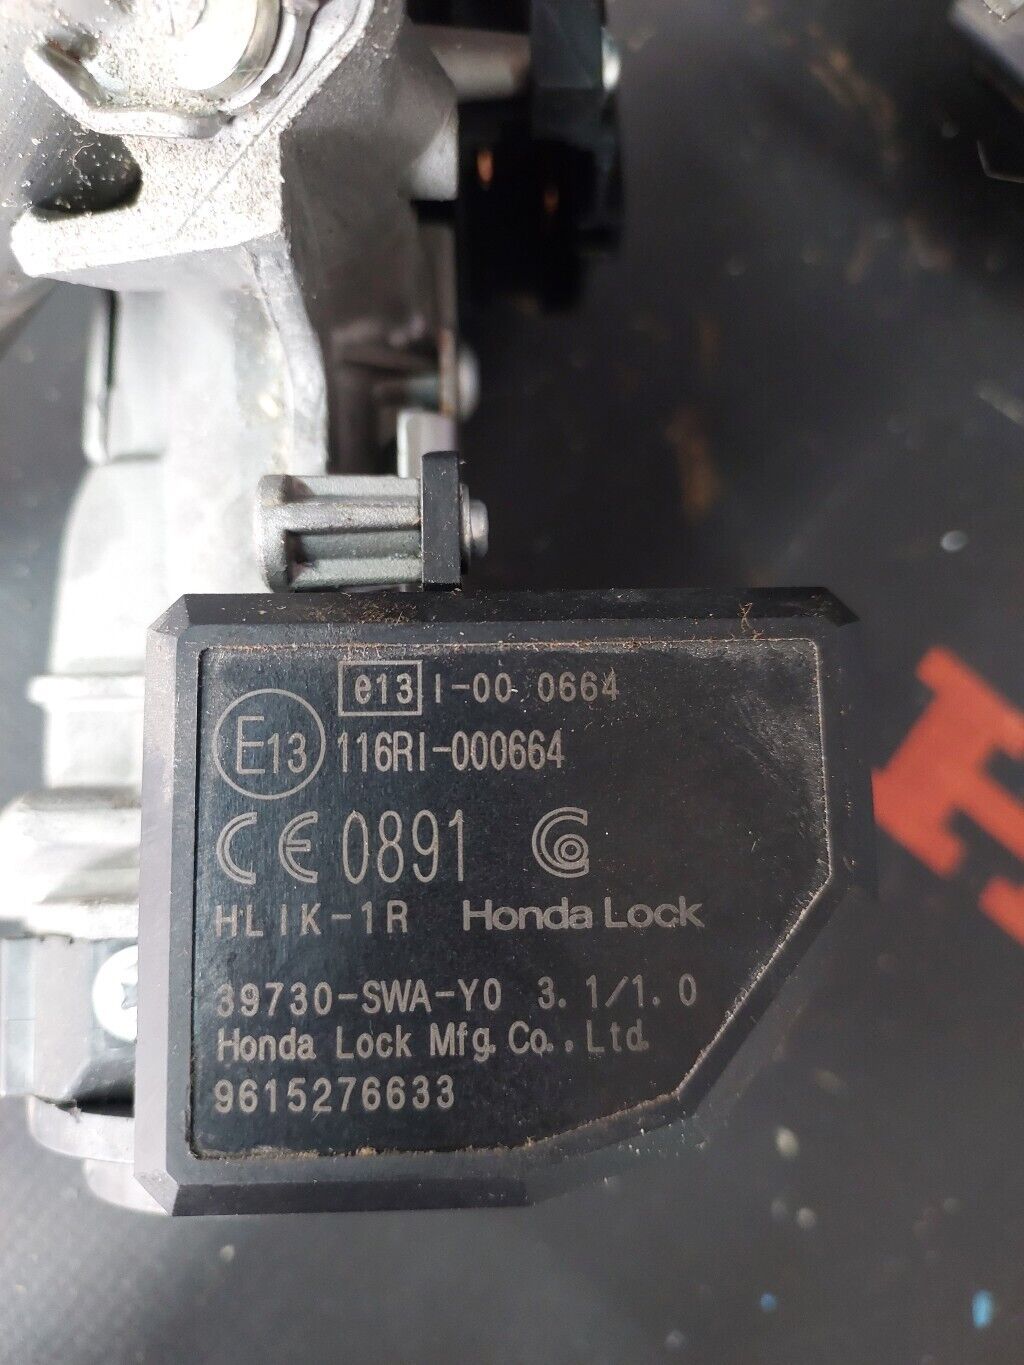 e13 I-00 0664
E13 116RI-000664
CE 0891
HLIK-1R Honda Lock
39730-SWA-Y0 3.1/1.0
Honda Lock Mfg. Co., Ltd.
9615276633